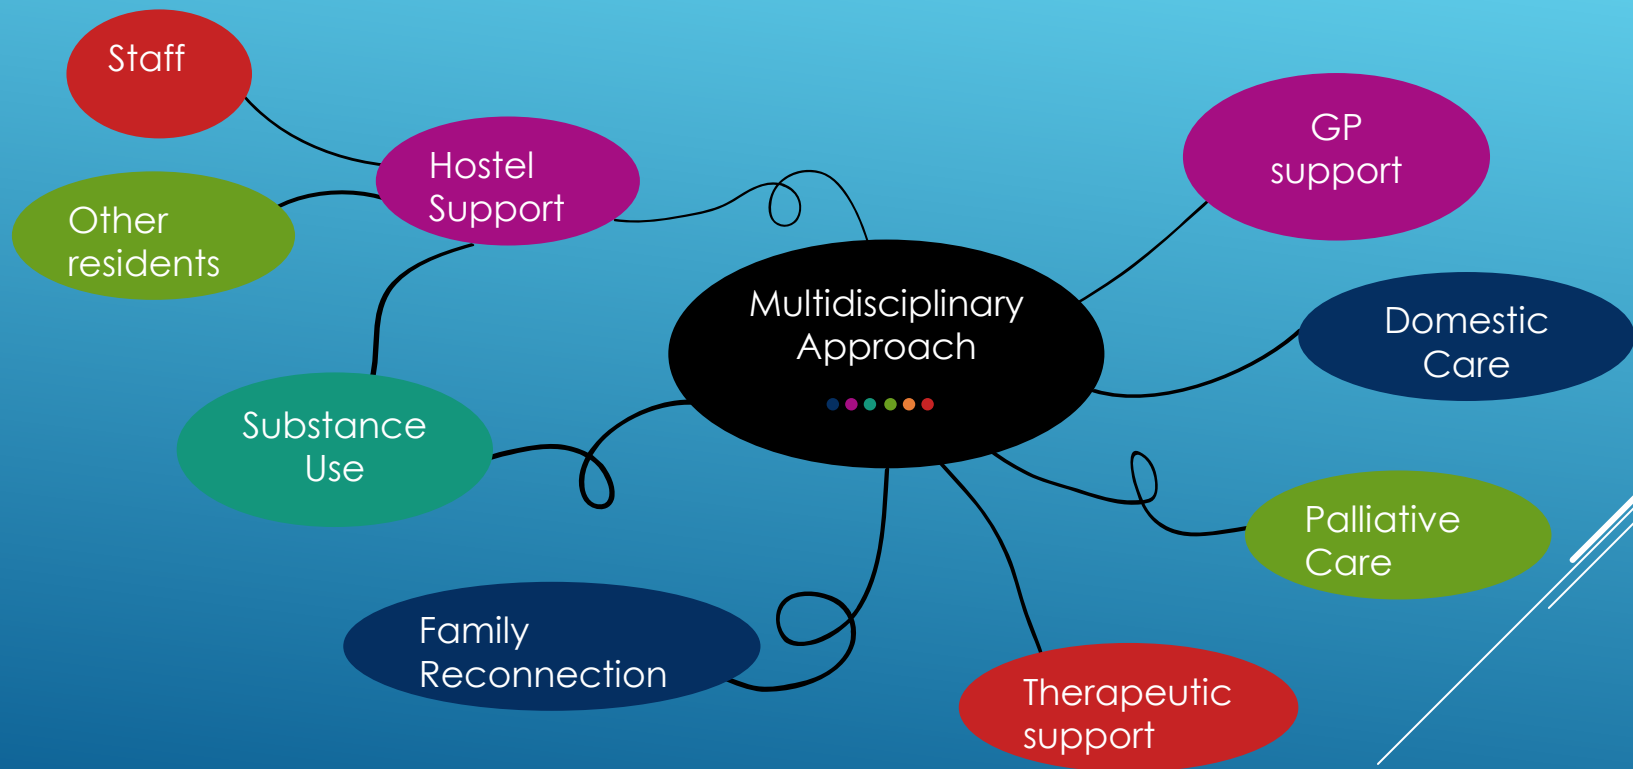 Staff
Other
residents
Hostel
Support
Substance
Use
Family
Reconnection
Multidisciplinary
Approach
GP
support
Domestic
Care
Palliative
Care
Therapeutic
support